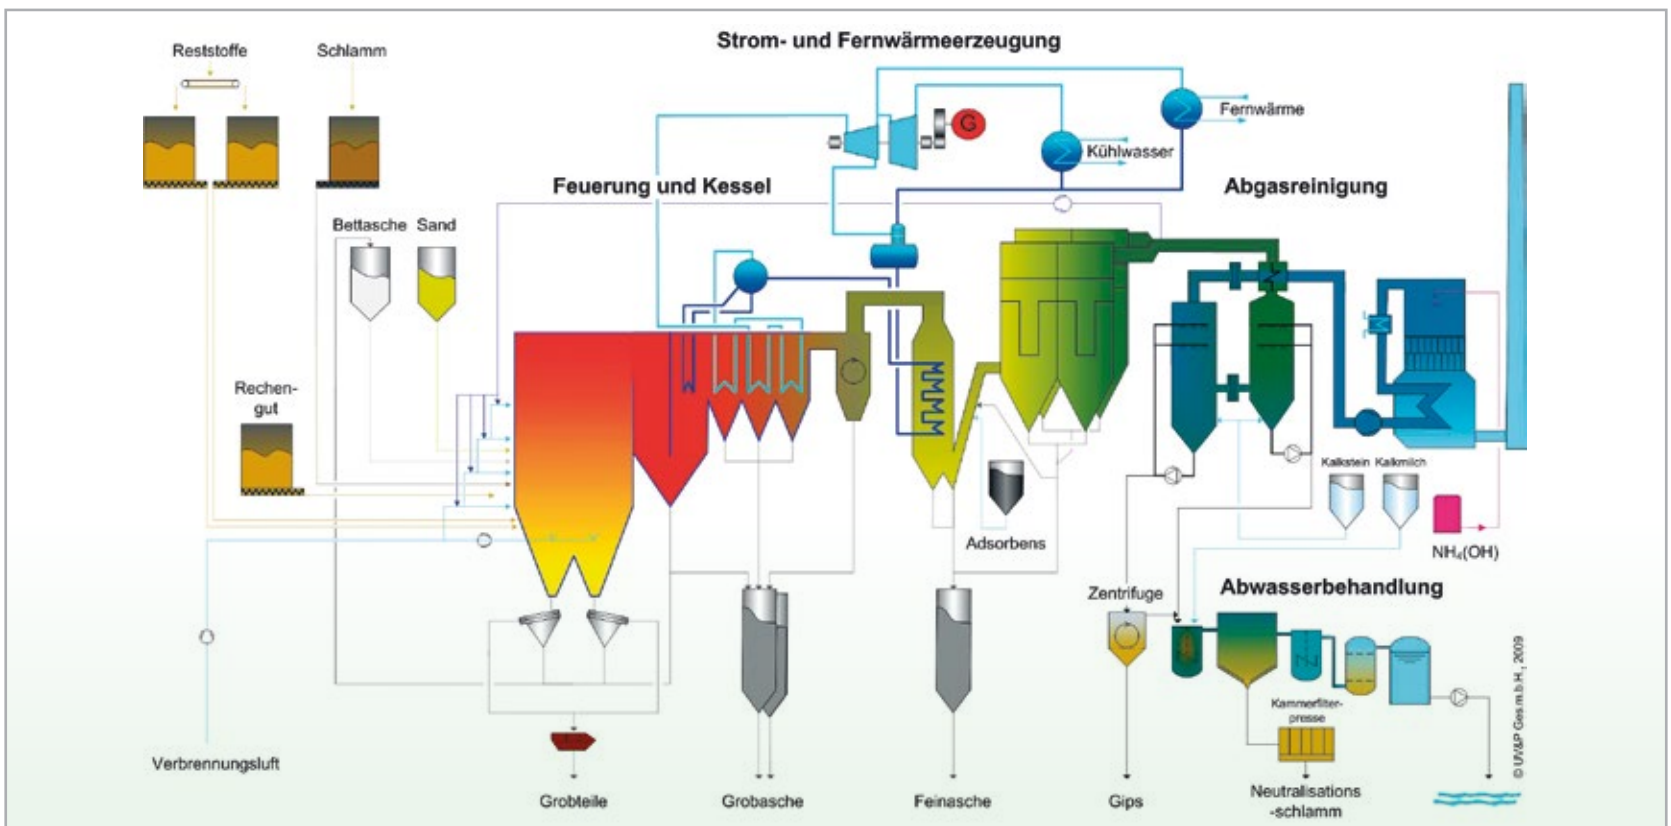 Strom- und Fernwärmeerzeugung
Reststoffe
Schlamm
Fernwärme
G
Kühlwasser
Feuerung und Kessel
Abgasreinigung
Bettasche
Sand
Rechen-
gut
Kalkstein
Kalkmilch
Adsorbens
NH₄(OH)
Zentrifuge
Abwasserbehandlung
Kammerfilter-
presse
Verbrennungsluft
Grobteile
Grobasche
Feinasche
Gips
Neutralisations
-schlamm
© UV&P Ges.m.b.H., 2009